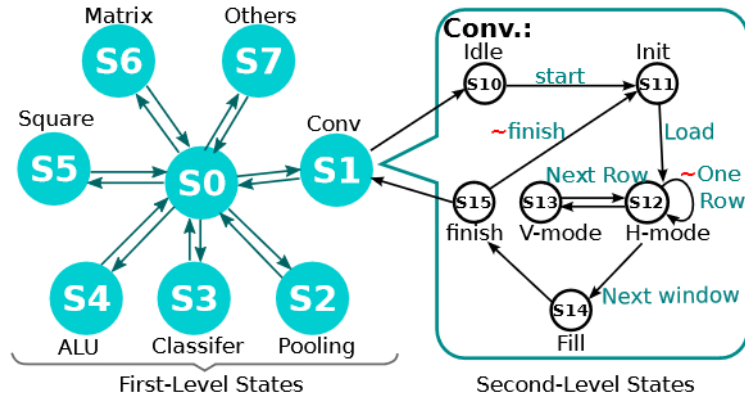 Matrix
Others
S6
S7
Square
Conv
S5
S0
S1
S4
S3
S2
ALU
Classifer
Pooling
First-Level States
Conv.:
Idle
Init
S10
start
S11
~finish
Load
Next Row
~One
Row
S15
S13
S12
finish
V-mode
H-mode
Next window
S14
Fill
Second-Level States